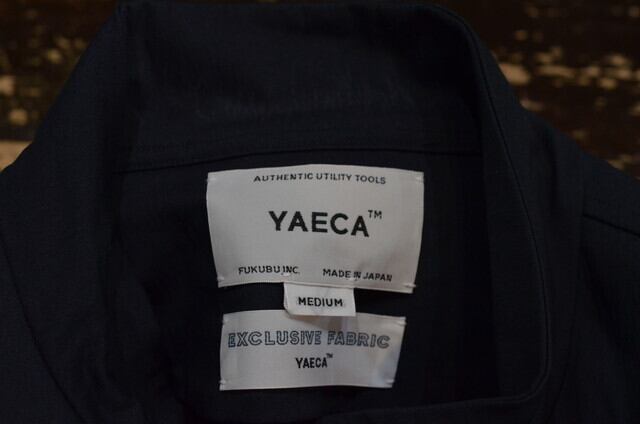 AUTHENTIC UTILITY TOOLS
YAECA™
FUKUBU INC. MADE IN JAPAN
MEDIUM
EXCLUSIVE FABRIC
YAECA™